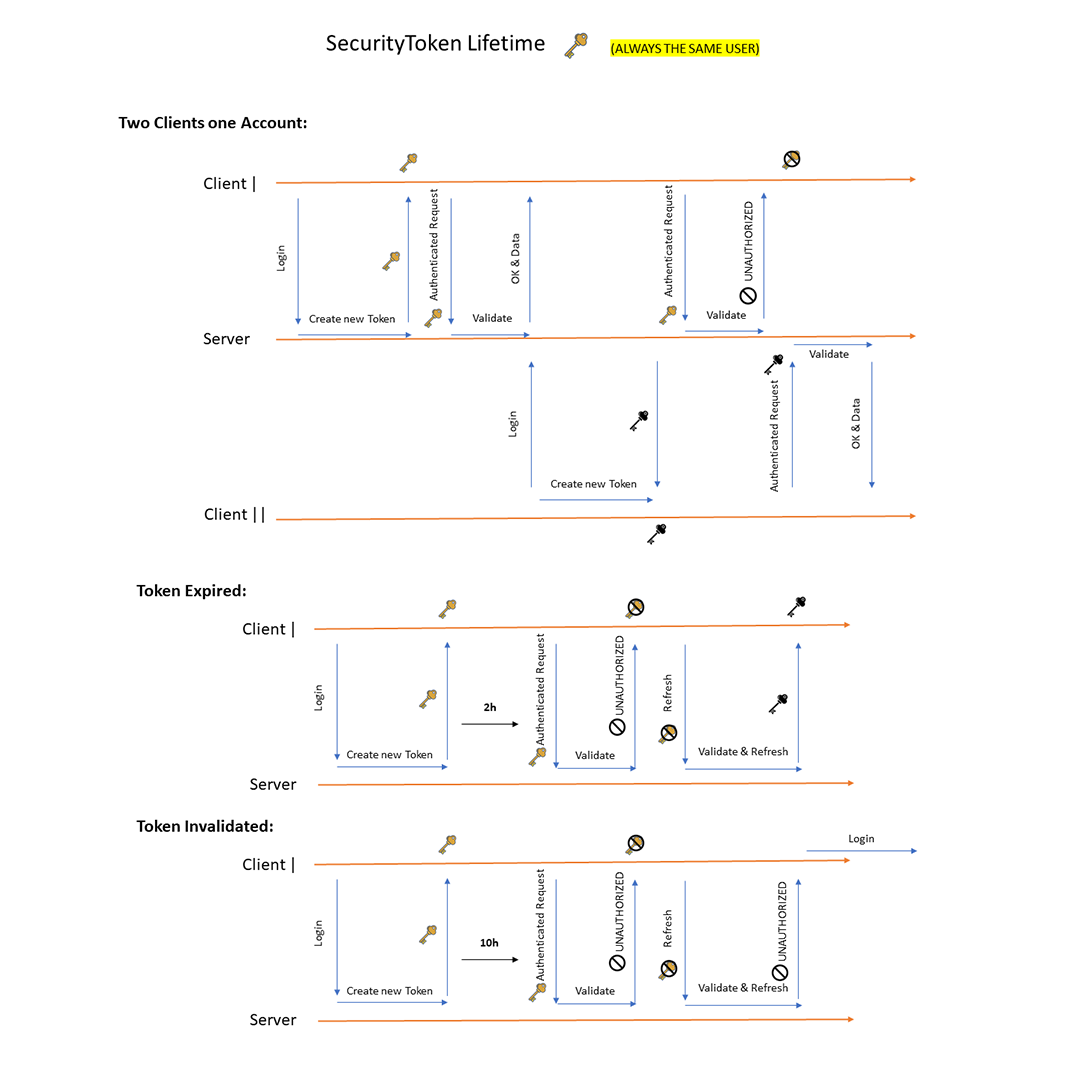 SecurityToken Lifetime
(ALWAYS THE SAME USER)
Two Clients one Account:
Client |
Login
Create new Token
Authenticated Request
Validate
OK & Data
Authenticated Request
Validate
UNAUTHORIZED
Server
Validate
Login
Create new Token
Authenticated Request
OK & Data
Client ||
Token Expired:
Client |
Login
Create new Token
2h
Authenticated Request
Validate
UNAUTHORIZED
Refresh
Validate & Refresh
Server
Token Invalidated:
Client |
Login
Login
Create new Token
10h
Authenticated Request
Validate
UNAUTHORIZED
Refresh
Validate & Refresh
UNAUTHORIZED
Server